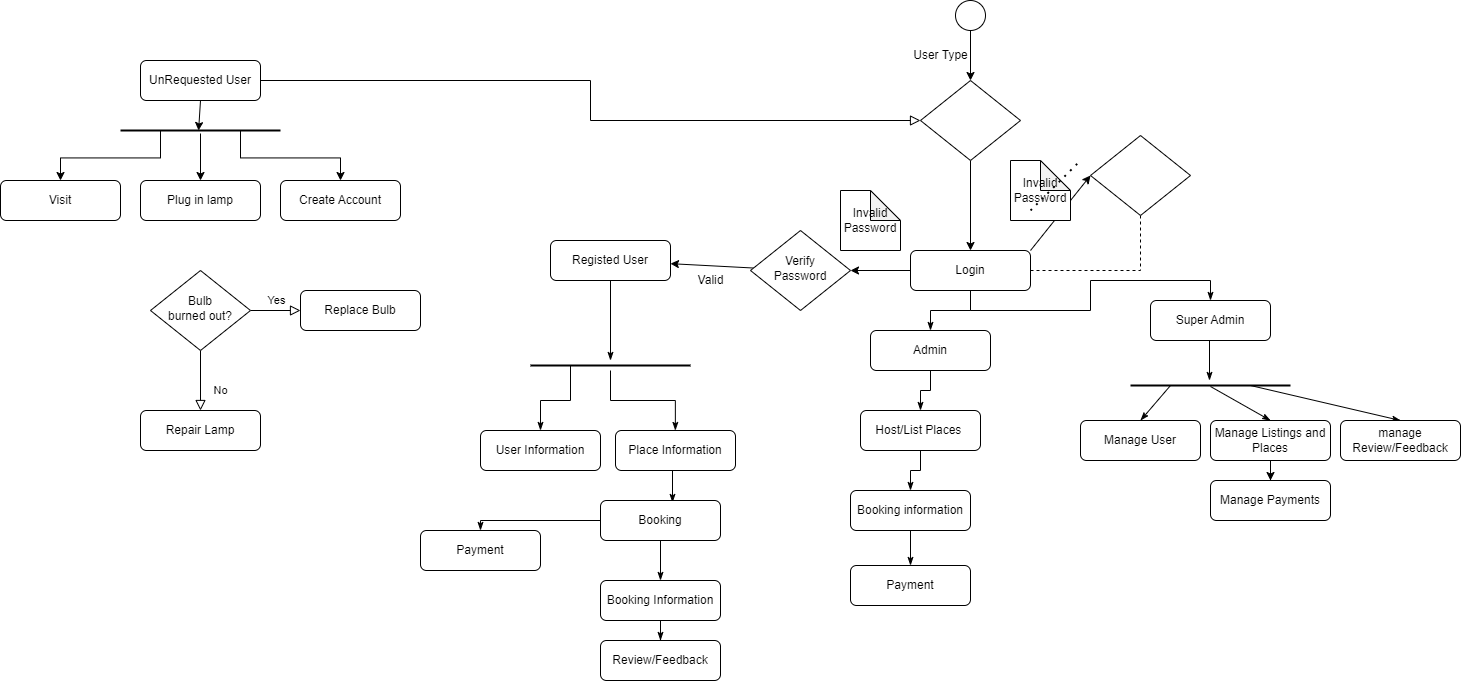 User Type
UnRequested User
Visit
Plug in lamp
Create Account
Invalid
Password
Invalid
Password
Registed User
Valid
Verify
Password
Login
Bulb
burned out?
Yes
Replace Bulb
No
Repair Lamp
Admin
Super Admin
User Information
Place Information
Host/List Places
Manage User
Manage Listings and
Places
manage
Review/Feedback
Booking
Payment
Booking information
Manage Payments
Booking Information
Payment
Review/Feedback